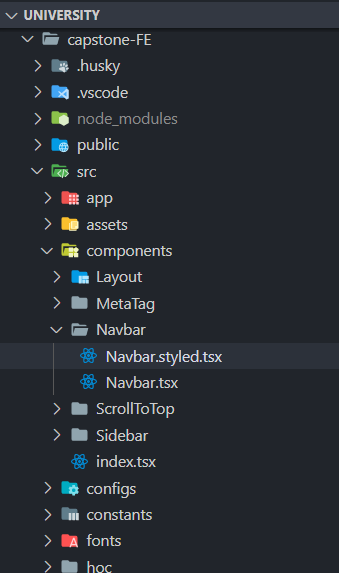 UNIVERSITY
capstone-FE
.husky
.vscode
node_modules
public
src
app
assets
components
Layout
MetaTag
Navbar
Navbar.styled.tsx
Navbar.tsx
ScrollToTop
Sidebar
index.tsx
configs
constants
fonts
hoc